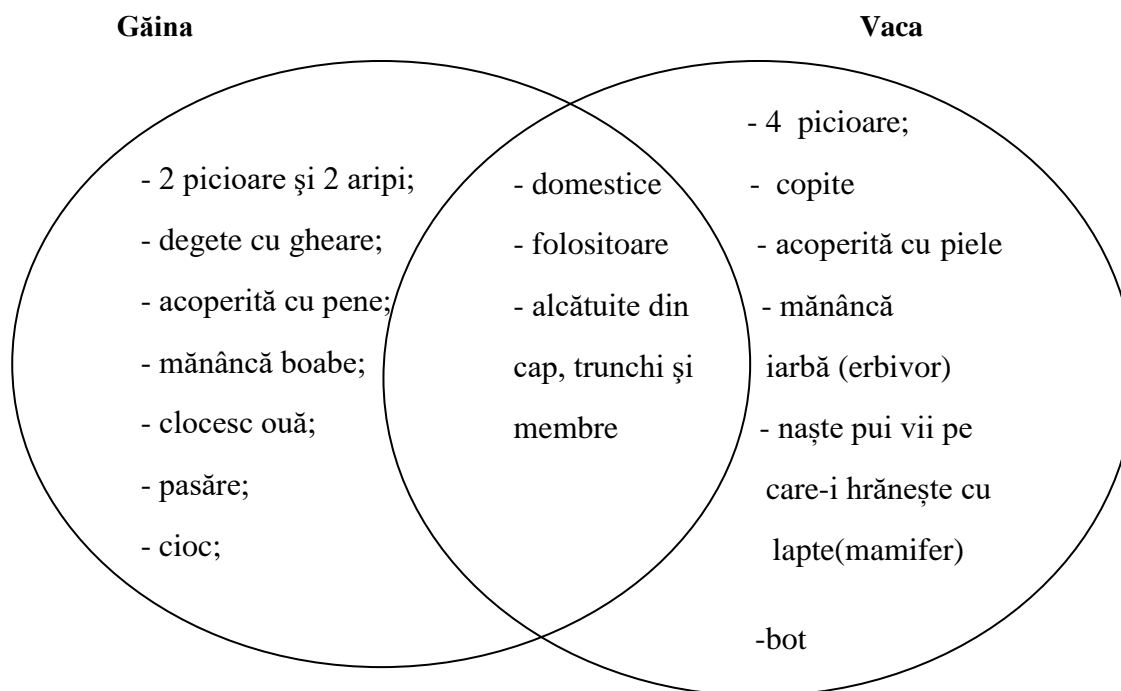 Găina
Vaca
- 2 picioare şi 2 aripi;
- degete cu gheare;
- acoperită cu pene;
- mănâncă boabe;
- clocesc ouă;
- pasăre;
- cioc;
- domestice
- folositoare
- alcătuite din
cap, trunchi şi
membre
- 4 picioare;
- copite
- acoperită cu piele
- mănâncă
iarbă (erbivor)
- naște pui vii pe
care-i hrănește cu
lapte(mamifer)
-bot